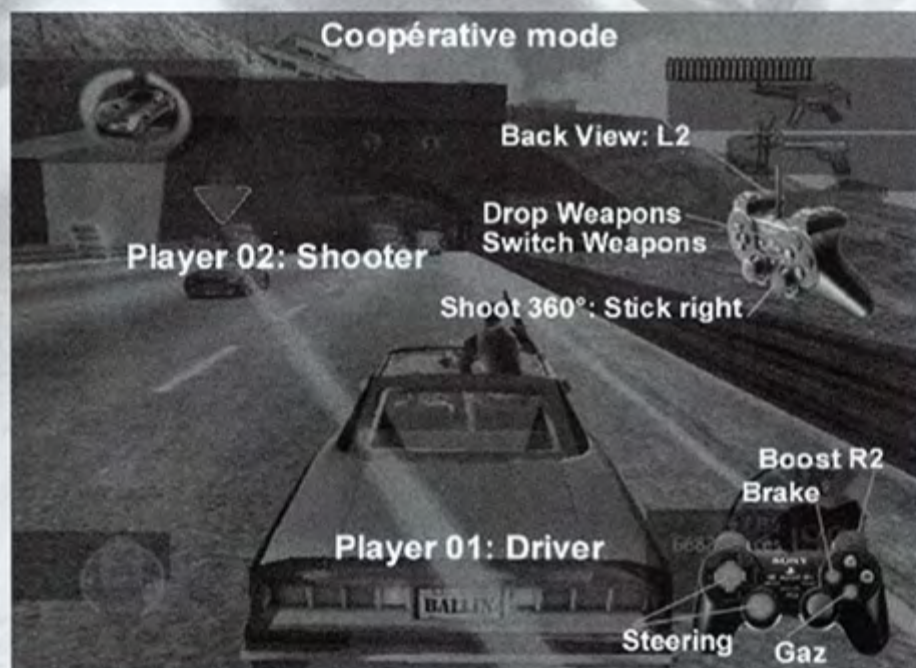 Coopérative mode
Back View: L2
Drop Weapons
Switch Weapons
Player 02: Shooter
Shoot 360°: Stick right
Boost R2
Brake
Player 01: Driver
SONY
BALLIN
Steering
Gaz